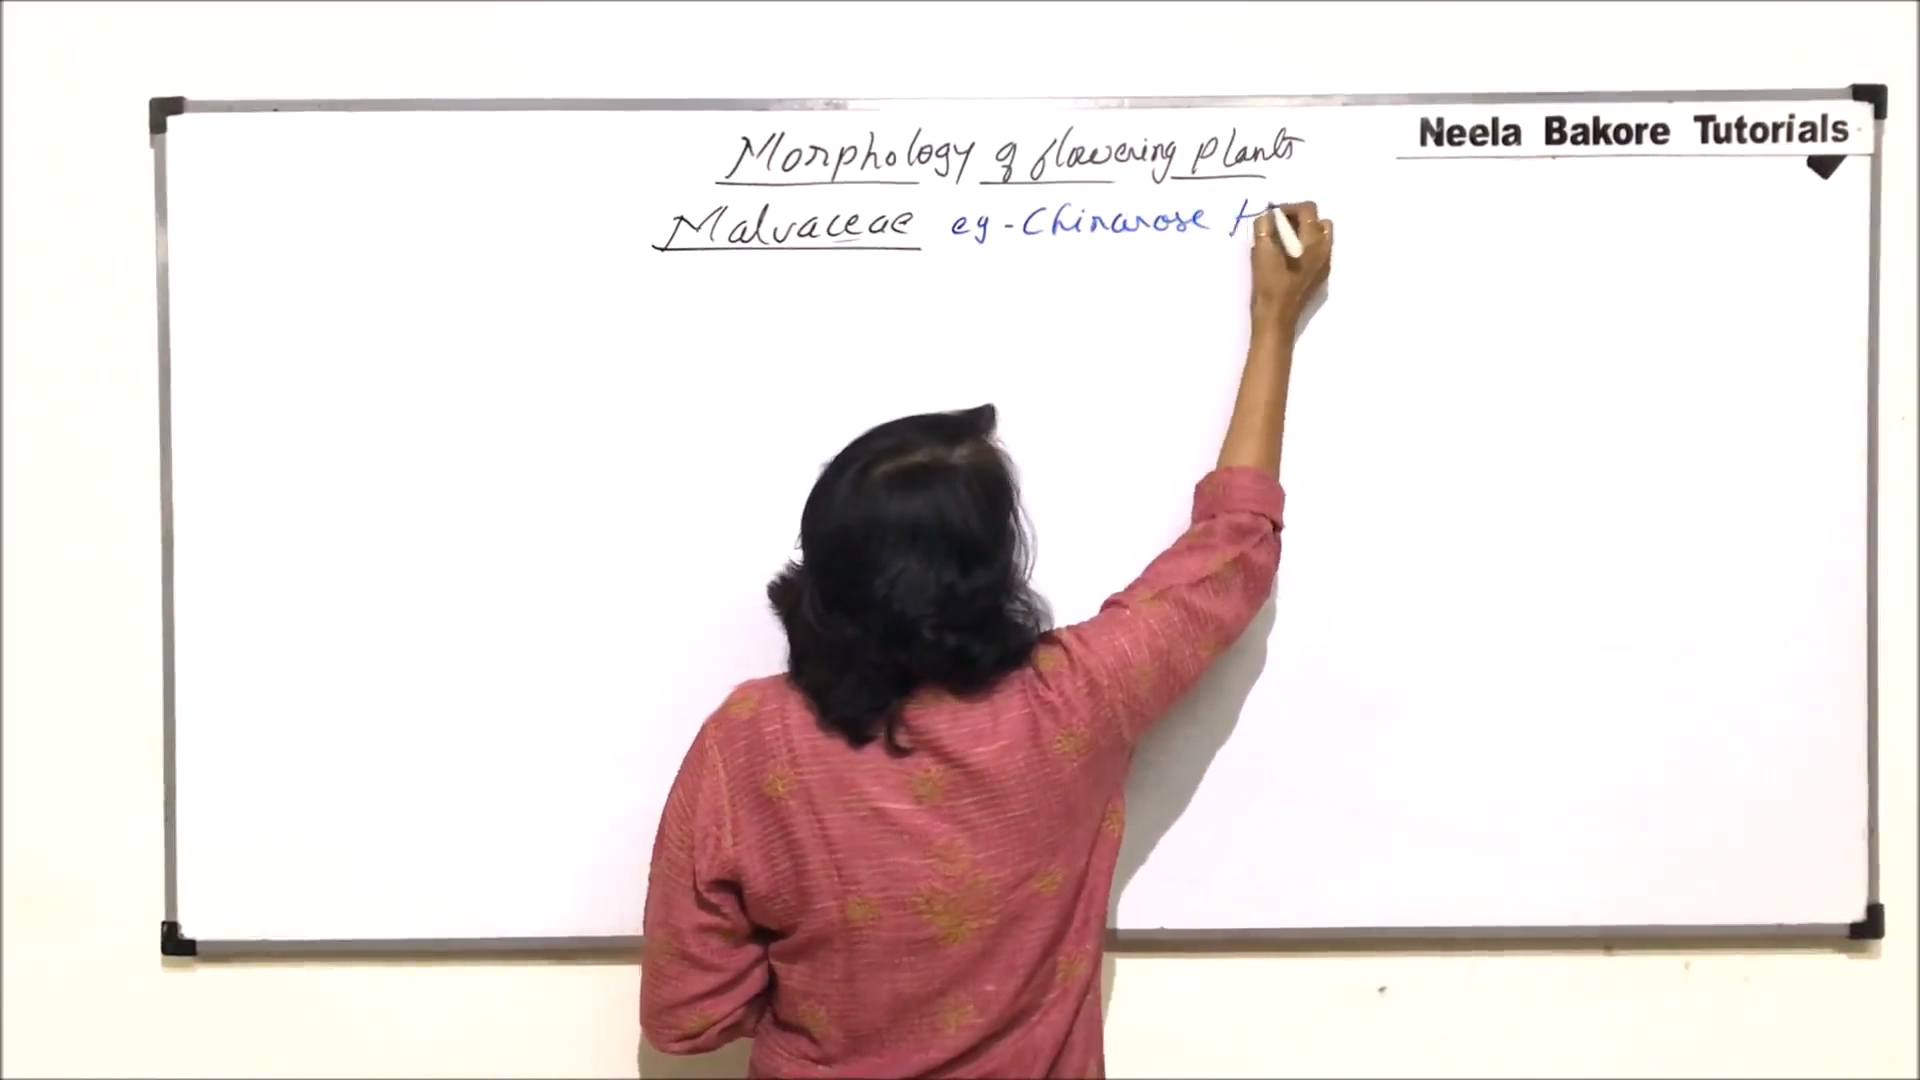 Neela Bakore Tutorials
Morphology of flowering plants
Malvaceae eg - Chinarose H